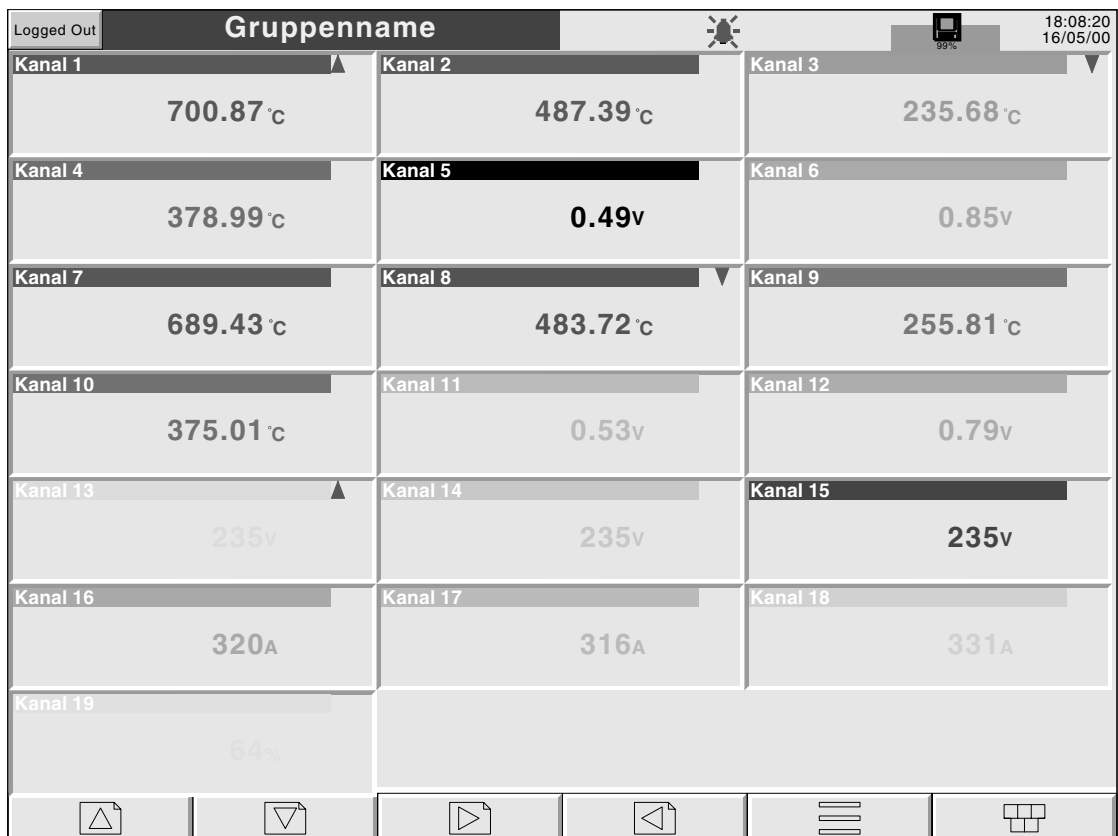 Logged Out
Gruppenname
99%
18:08:20
16/05/00
Kanal 1
700.87 °C
Kanal 2
487.39 °C
Kanal 3
235.68 °C
Kanal 4
378.99 °C
Kanal 5
0.49V
Kanal 6
0.85V
Kanal 7
689.43 °C
Kanal 8
483.72 °C
Kanal 9
255.81 °C
Kanal 10
375.01 °C
Kanal 11
0.53V
Kanal 12
0.79V
Kanal 13
235V
Kanal 14
235V
Kanal 15
235V
Kanal 16
320A
Kanal 17
316A
Kanal 18
331A
Kanal 19
64%